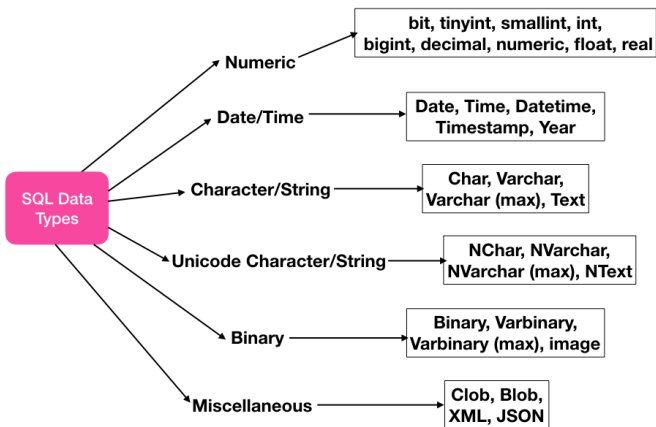 SQL Data
Types
Numeric
bit, tinyint, smallint, int,
bigint, decimal, numeric, float, real
Date/Time
Date, Time, Datetime,
Timestamp, Year
Character/String
Char, Varchar,
Varchar (max), Text
Unicode Character/String
NChar, NVarchar,
NVarchar (max), NText
Binary
Binary, Varbinary,
Varbinary (max), image
Miscellaneous
Clob, Blob,
XML, JSON